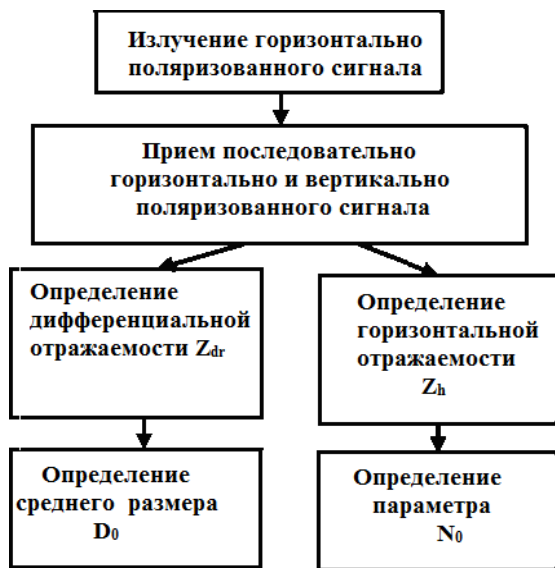 Излучение горизонтально
поляризованного сигнала
Прием последовательно
горизонтально и вертикально
поляризованного сигнала
Определение
дифференциальной
отражаемости Zdr
Определение
горизонтальной
отражаемости
Zh
Определение
среднего размера
D0
Определение
параметра
N0